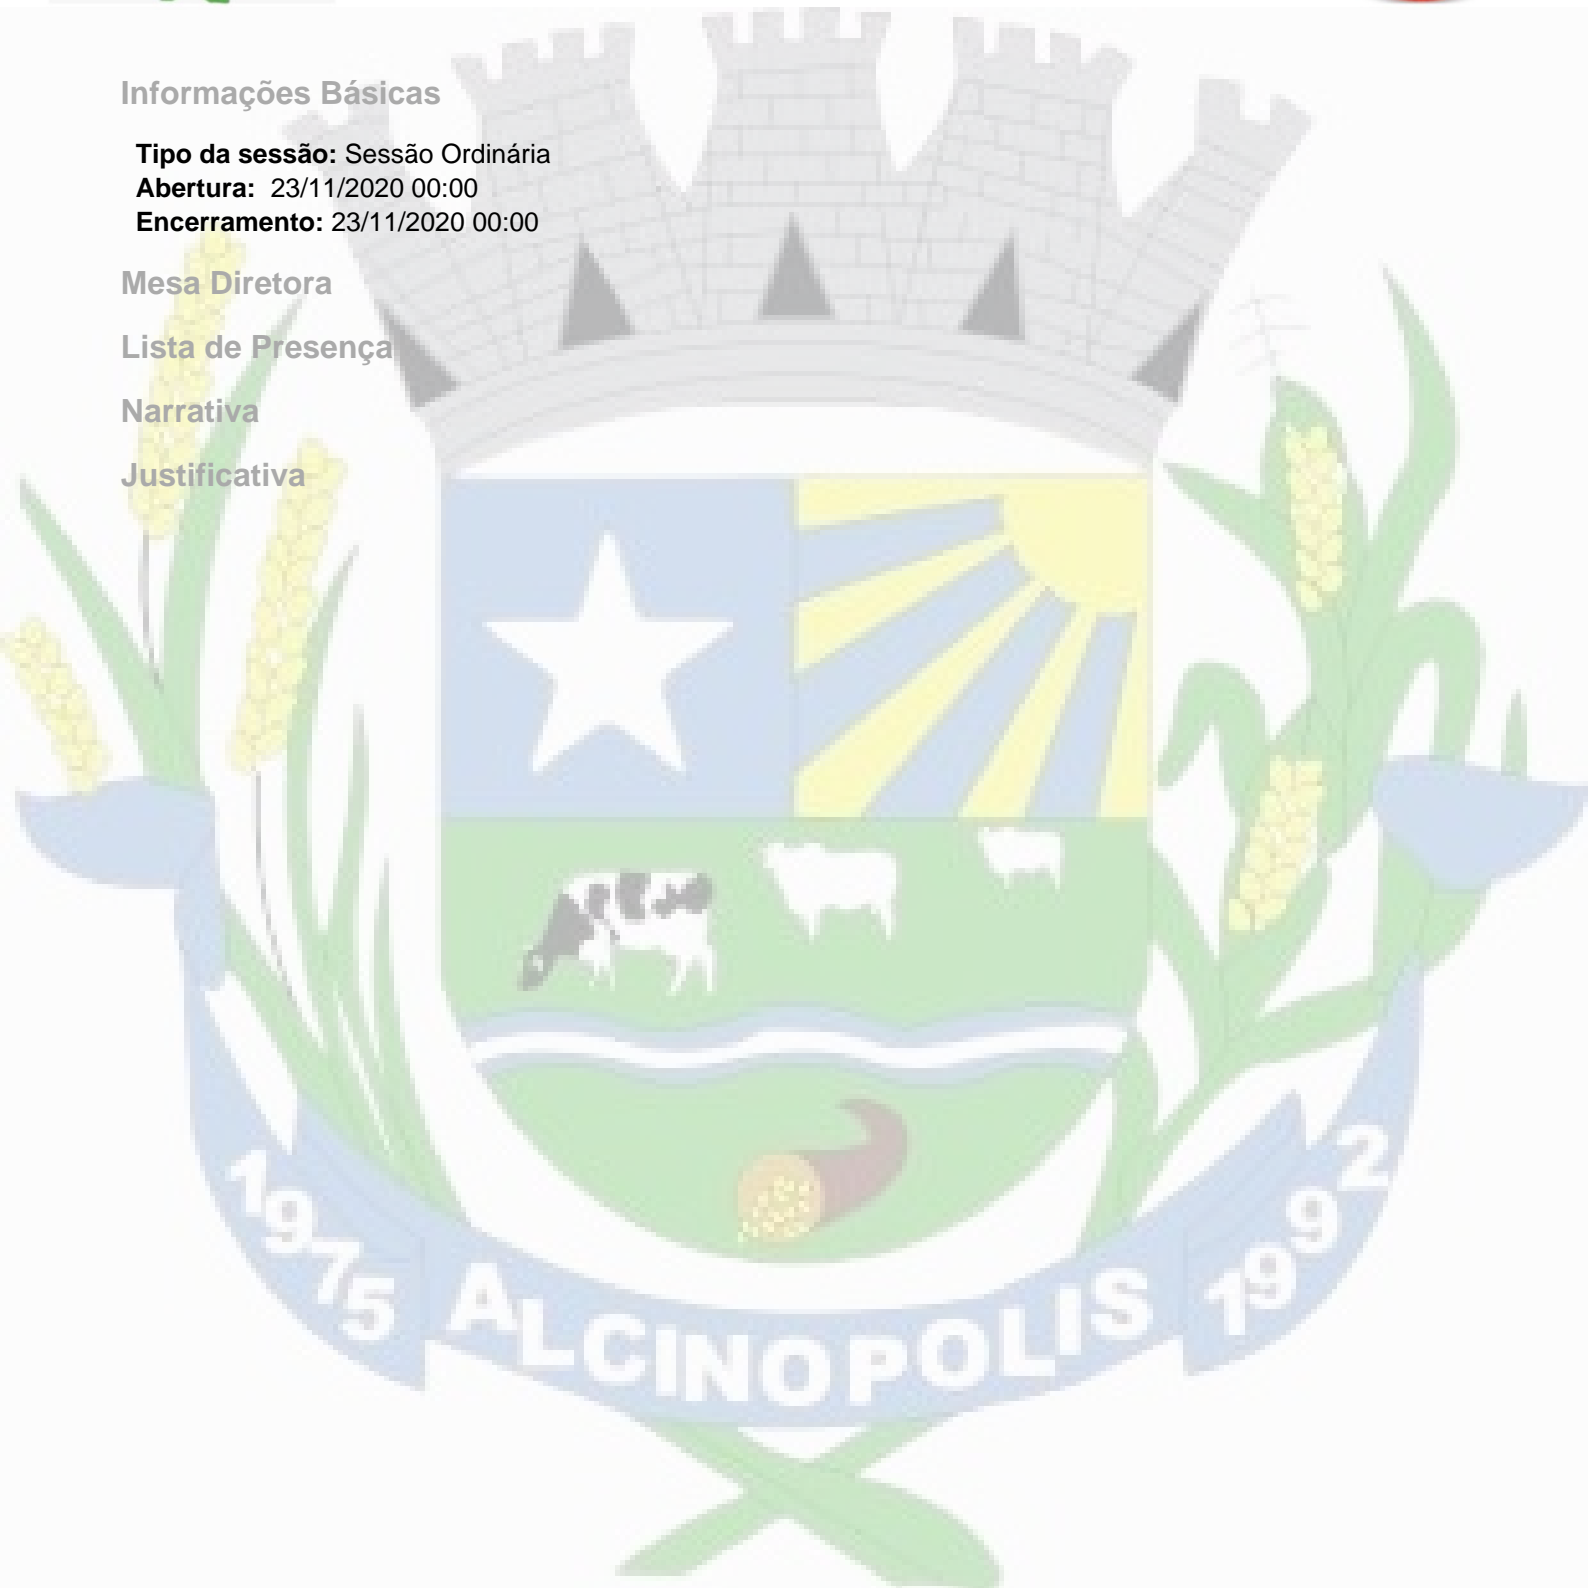 Informações Básicas
Tipo da sessão: Sessão Ordinária
Abertura: 23/11/2020 00:00
Encerramento: 23/11/2020 00:00
Mesa Diretora
Lista de Presença
Narrativa
Justificativa
1975 ALCINOPOLIS 1992